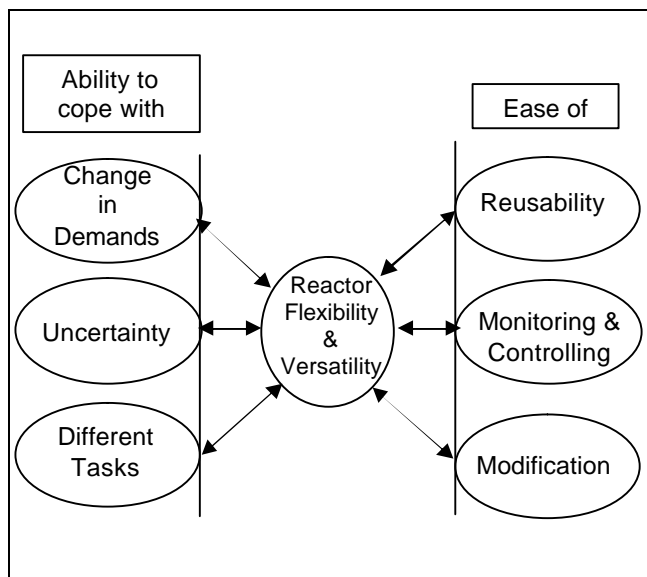 Ability to
cope with
Ease of
Change
in
Demands
Reusability
Reactor
Flexibility
&
Versatility
Uncertainty
Monitoring &
Controlling
Different
Tasks
Modification